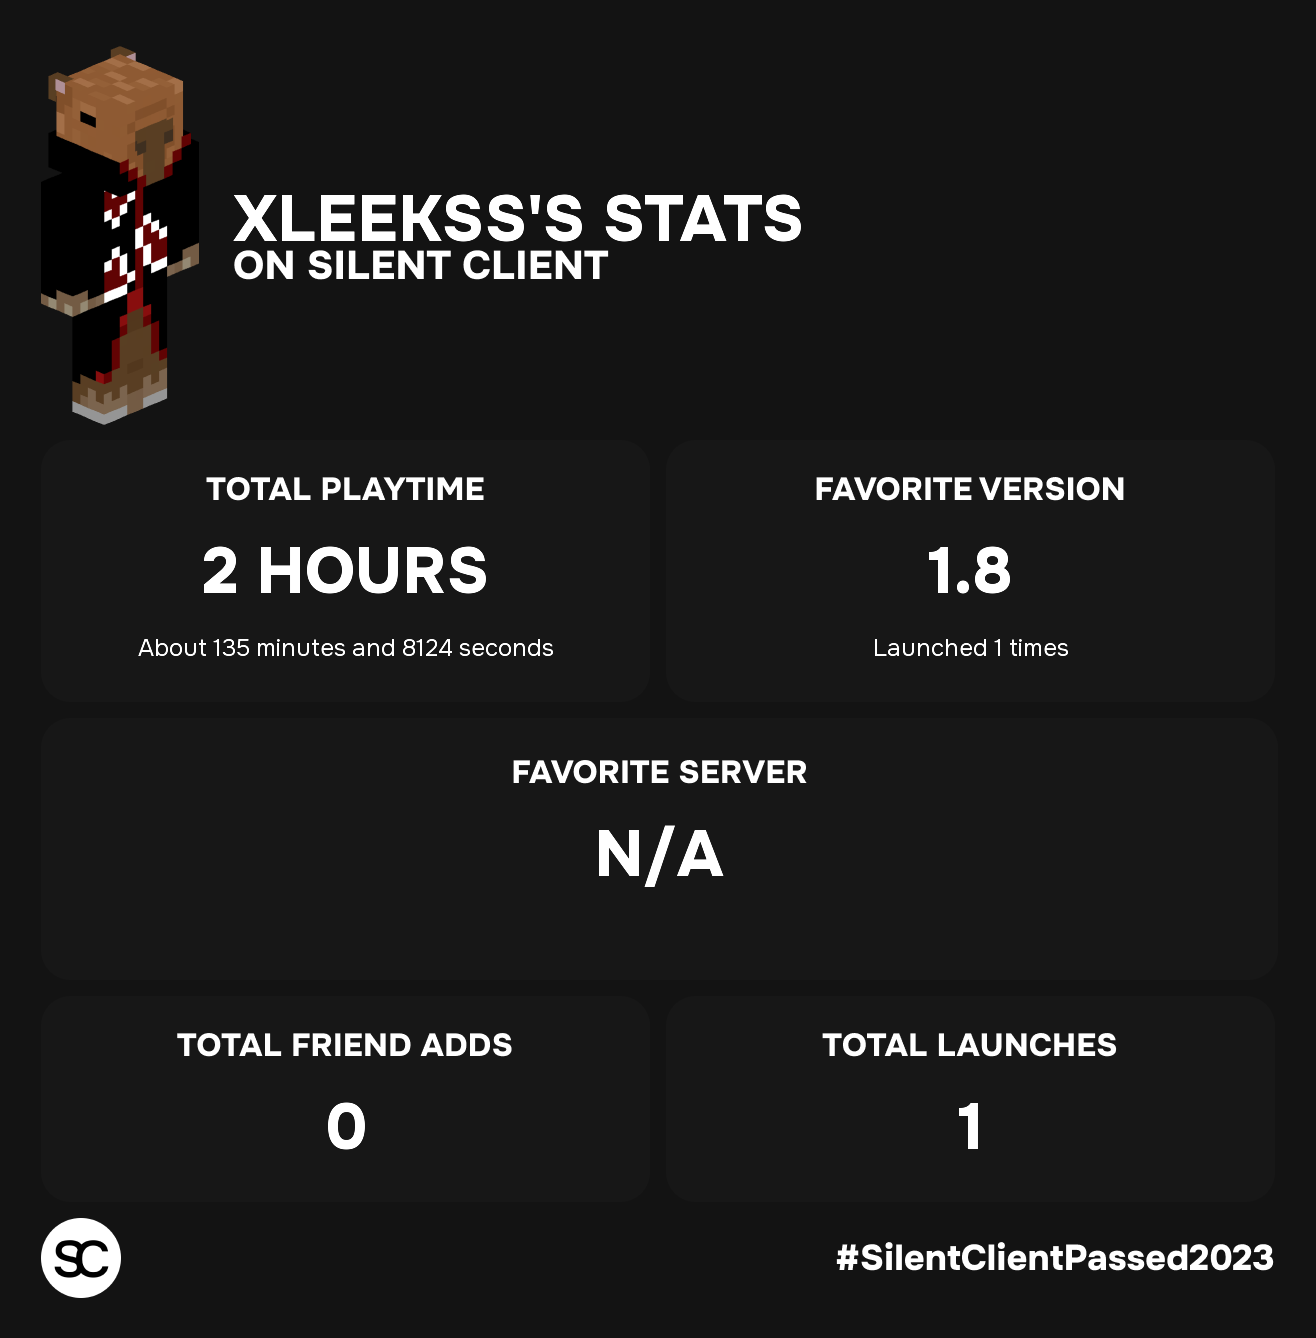 XLEEKSS'S STATS
ON SILENT CLIENT
TOTAL PLAYTIME
2 HOURS
About 135 minutes and 8124 seconds
FAVORITE VERSION
1.8
Launched 1 times
FAVORITE SERVER
N/A
TOTAL FRIEND ADDS
0
TOTAL LAUNCHES
1
SC
#SilentClientPassed2023